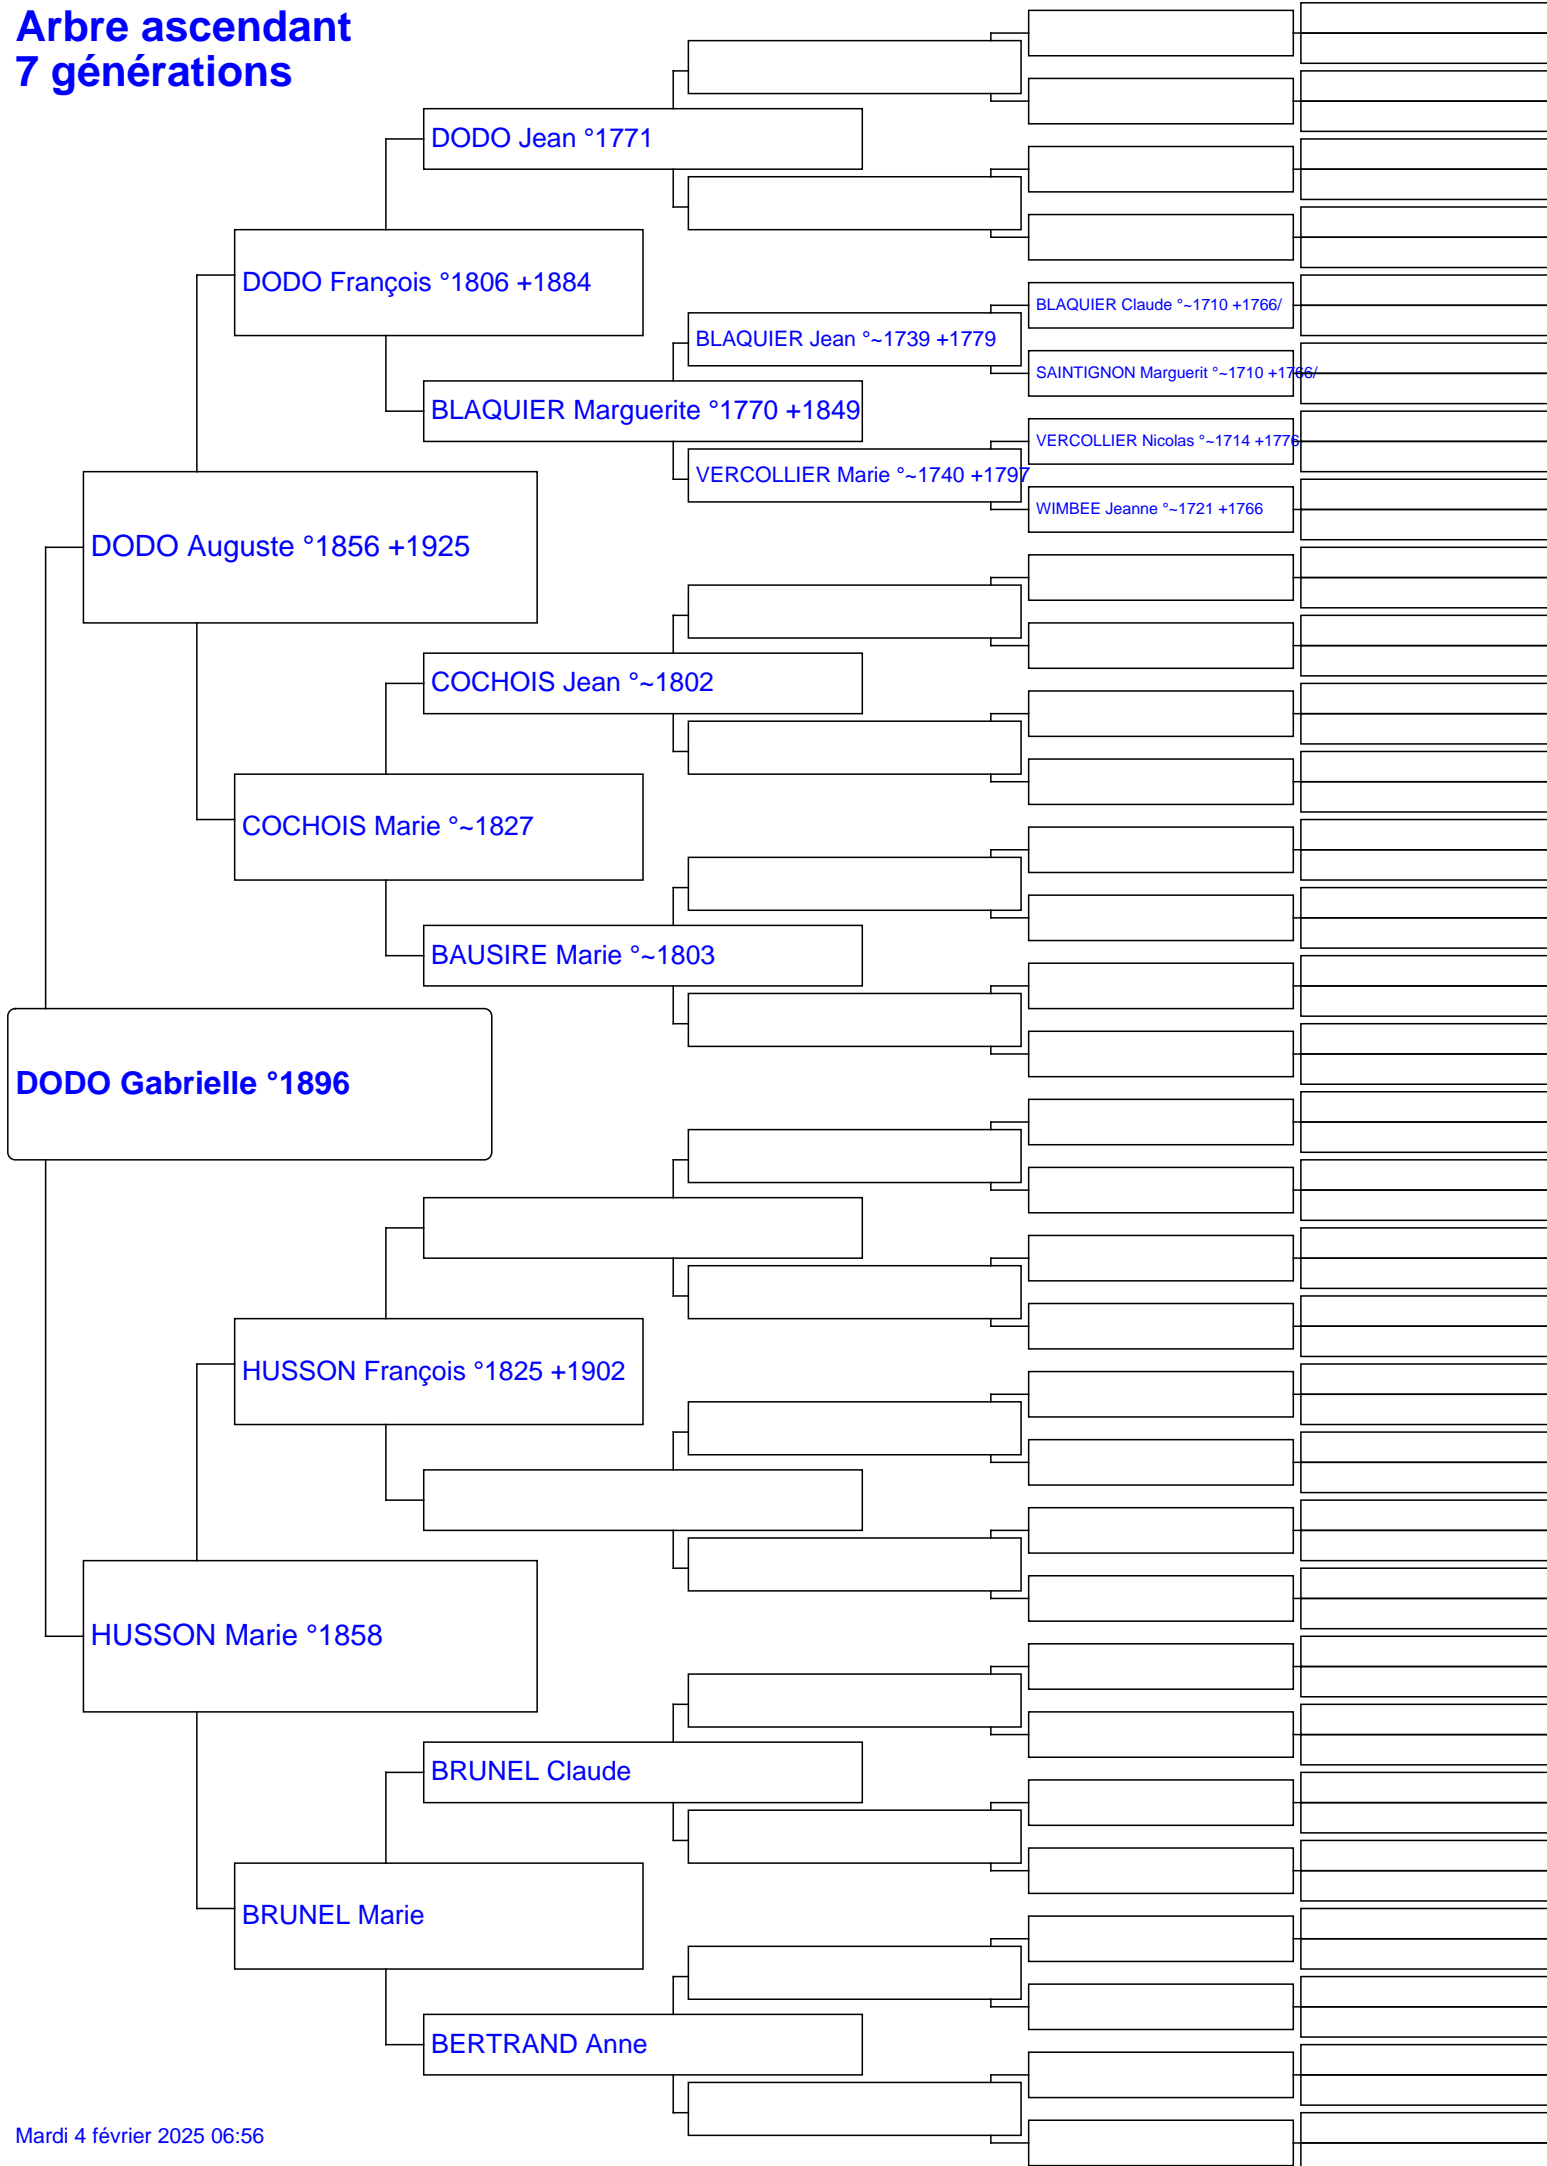 Arbre ascendant
7 générations
DODO Jean °1771
DODO François °1806 +1884
BLAQUIER Claude °~1710 +1766/
BLAQUIER Jean °~1739 +1779
SAINTIGNON Marguerit °~1710 +1766/
BLAQUIER Marguerite °1770 +1849
VERCOLLIER Nicolas °~1714 +1776
VERCOLLIER Marie °~1740 +1797
WIMBEE Jeanne °~1721 +1766
DODO Auguste °1856 +1925
COCHOIS Jean °~1802
COCHOIS Marie °~1827
BAUSIRE Marie °~1803
DODO Gabrielle °1896
HUSSON François °1825 +1902
HUSSON Marie °1858
BRUNEL Claude
BRUNEL Marie
BERTRAND Anne
Mardi 4 février 2025 06:56